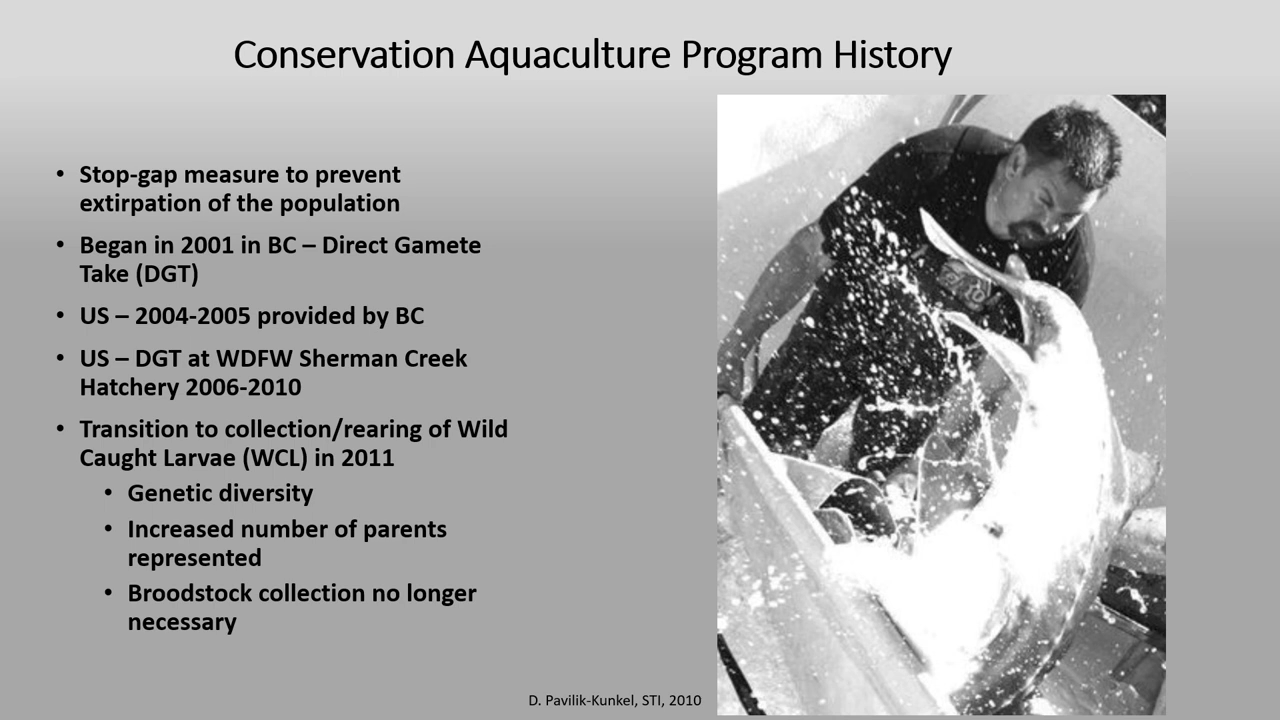 Conservation Aquaculture Program History
• Stop-gap measure to prevent
extirpation of the population
• Began in 2001 in BC – Direct Gamete
Take (DGT)
• US – 2004-2005 provided by BC
• US – DGT at WDFW Sherman Creek
Hatchery 2006-2010
• Transition to collection/rearing of Wild
Caught Larvae (WCL) in 2011
• Genetic diversity
• Increased number of parents
represented
• Broodstock collection no longer
necessary
D. Pavilik-Kunkel, STI, 2010